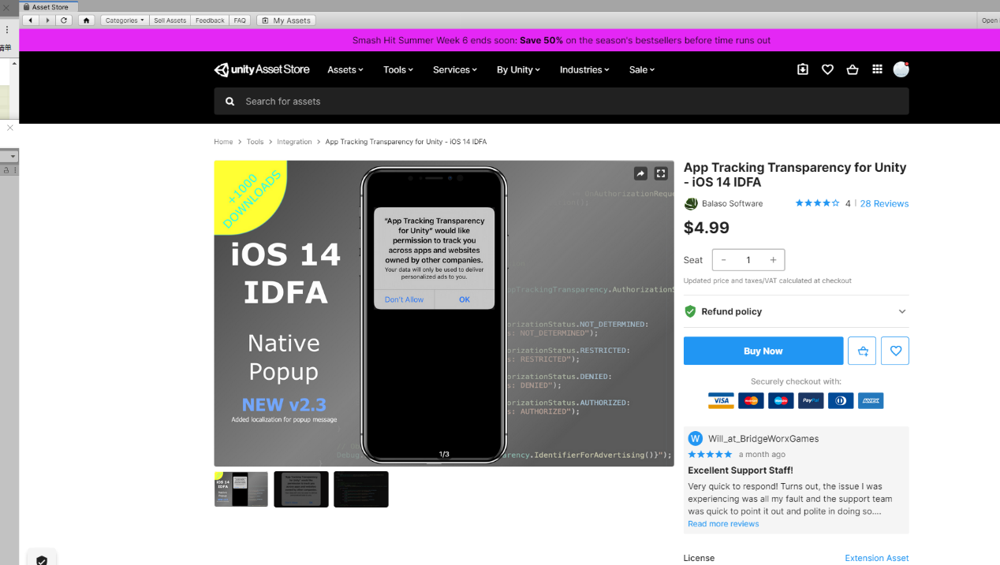 Asset Store
Categories
Sell Assets
Feedback
FAQ
My Assets
Open
单
Smash Hit Summer Week 6 ends soon: Save 50% on the season's bestsellers before time runs out
unity Asset Store
Assets
Tools
Services
By Unity
Industries
Sale
Search for assets
Home > Tools > Integration > App Tracking Transparency for Unity - iOS 14 IDFA
+1000
DOWNLOADS
iOS 14
IDFA
Native
Popup
NEW v2.3
Added localization for popup message
"App Tracking Transparency
for Unity" would like
permission to track you
across apps and websites
owned by other companies.
Your data will only be used to deliver
personalized ads to you.
Don't Allow
OK
ppTrackingTransparency.AuthorizationS
orizationStatus.NOT_DETERMINED:
s: NOT_DETERMINED");
orizationStatus.RESTRICTED:
s: RESTRICTED");
orizationStatus.DENIED:
s: DENIED");
orizationStatus.AUTHORIZED:
s: AUTHORIZED");
Debug
arency.IdentifierForAdvertising()}");
1/3
iOS 14
IDFA
Native
Popup
App Tracking Transparency for Unity
- iOS 14 IDFA
Balaso Software
4 | 28 Reviews
$4.99
Seat
- 1 +
Updated price and taxes/VAT calculated at checkout
Refund policy
Buy Now
Securely checkout with:
VISA
PayPal
AMEX
W
Will_at_BridgeWorxGames
a month ago
Excellent Support Staff!
Very quick to respond! Turns out, the issue I was
experiencing was all my fault and the support team
was quick to point it out and polite in doing so....
Read more reviews
License
Extension Asset